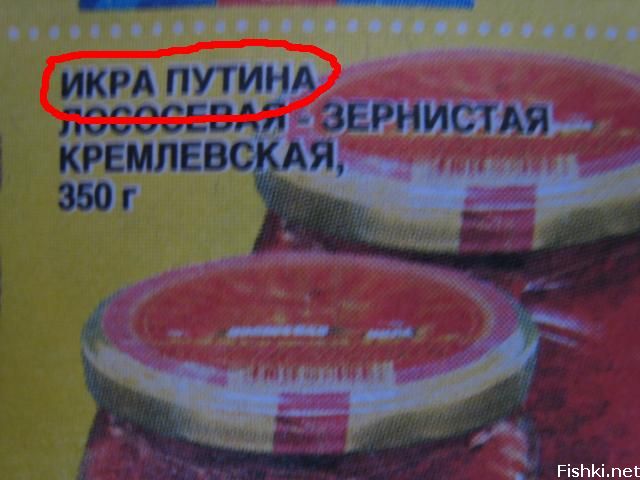 ИКРА ПУТИНА
ЛОСОСЕВАЯ - ЗЕРНИСТАЯ
КРЕМЛЕВСКАЯ,
350 г
Fishki.net